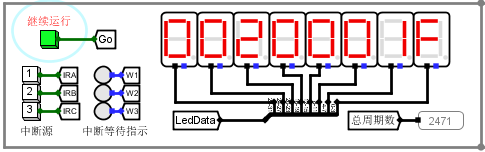 继续运行
Go
0020001F
1 IRA
2 IRB
3 IRC
W1
W2
W3
中断源
中断等待指示
LedData
总周期数 2471